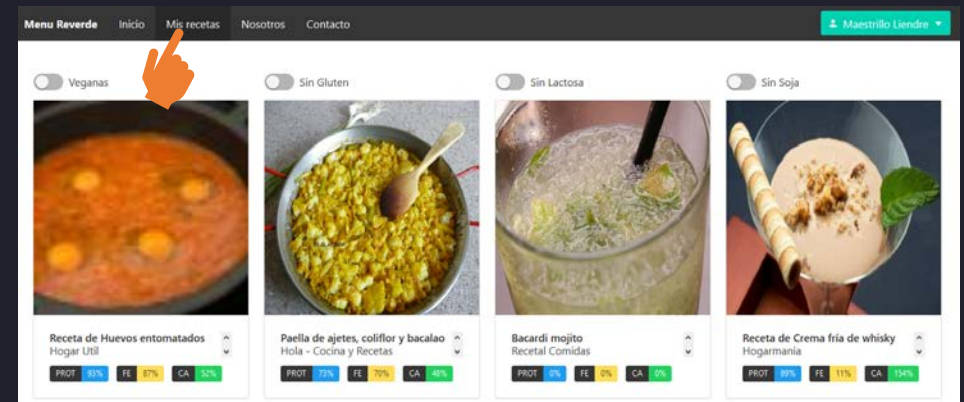 Menu Reverde Inicio Mis recetas Nosotros Contacto Maestrillo Liendre
Veganas Sin Gluten Sin Lactosa Sin Soja
Receta de Huevos entomatados
Hogar Util
PROT 93% FE 87% CA 52%
Paella de ajetes, coliflor y bacalao
Hola - Cocina y Recetas
PROT 73% FE 70% CA 48%
Bacardi mojito
Recetal Comidas
PROT 0% FE 0% CA 0%
Receta de Crema fría de whisky
Hogarmania
PROT 89% FE 11% CA 154%